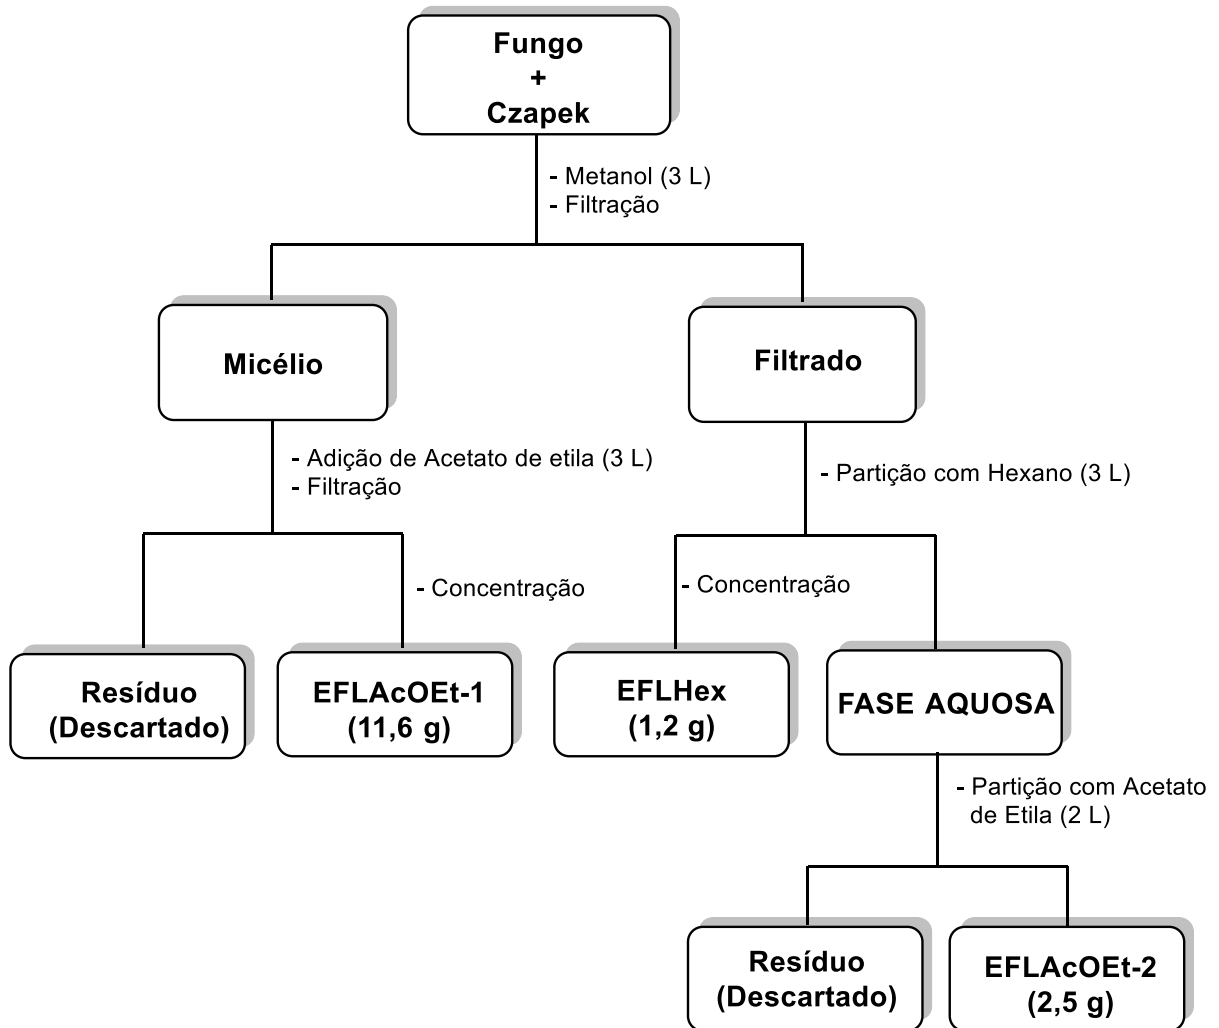 Fungo
+
Czapek
- Metanol (3 L)
- Filtração
Micélio
Filtrado
- Adição de Acetato de etila (3 L)
- Filtração
- Partição com Hexano (3 L)
- Concentração
- Concentração
Resíduo
(Descartado)
EFLAcOEt-1
(11,6 g)
EFLHex
(1,2 g)
FASE AQUOSA
- Partição com Acetato
de Etila (2 L)
Resíduo
(Descartado)
EFLAcOEt-2
(2,5 g)